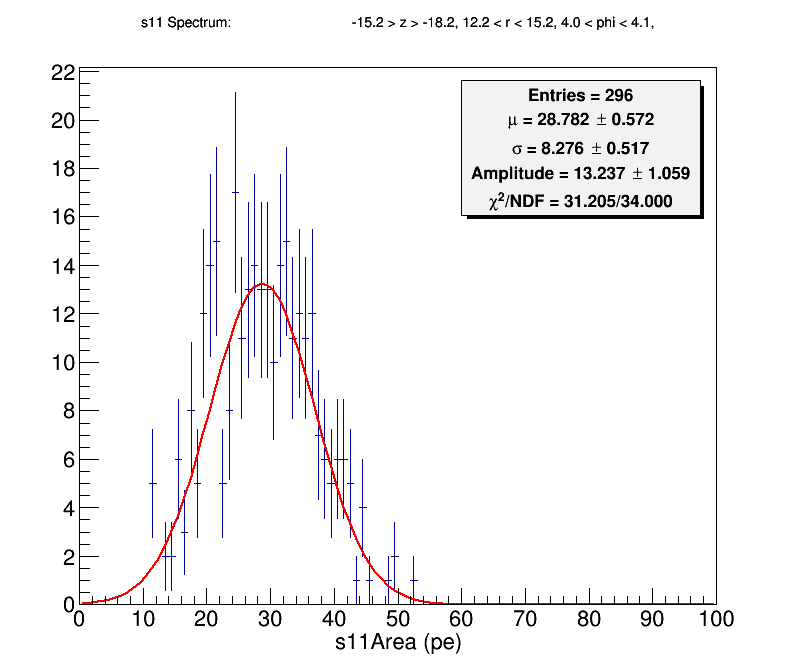 s11 Spectrum: -15.2 > z > -18.2, 12.2 < r < 15.2, 4.0 < phi < 4.1,
22
20
18
16
14
12
10
8
6
4
2
0
Entries = 296
μ = 28.782 ± 0.572
σ = 8.276 ± 0.517
Amplitude = 13.237 ± 1.059
χ²/NDF = 31.205/34.000
0 10 20 30 40 50 60 70 80 90 100
s11Area (pe)